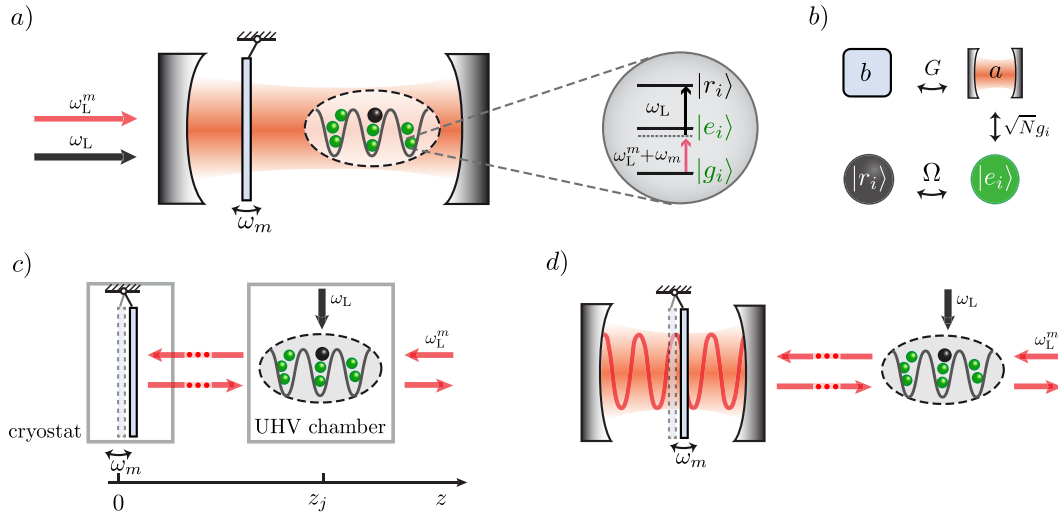 a)
ω_L^m
ω_L
ω_m
|r_i⟩
ω_L
|e_i⟩
ω_L^m+ω_m
|g_i⟩
b)
b
G
a
√N g_i
|r_i⟩
Ω
|e_i⟩
c)
ω_L
ω_L^m
cryostat
UHV chamber
ω_m
0
z_j
z
d)
ω_L
ω_L^m
ω_m